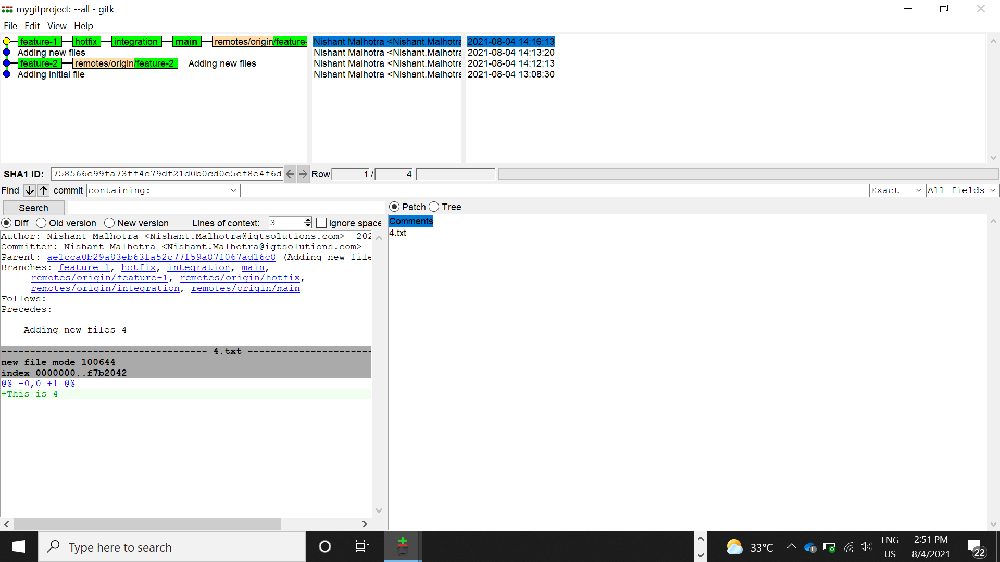 mygitproject: --all - gitk
File Edit View Help
feature-1 hotfix integration main remotes/origin/feature- Nishant Malhotra <Nishant.Malhotra 2021-08-04 14:16:13
Adding new files Nishant Malhotra <Nishant.Malhotra 2021-08-04 14:13:20
feature-2 remotes/origin/feature-2 Adding new files Nishant Malhotra <Nishant.Malhotra 2021-08-04 14:12:13
Adding initial file Nishant Malhotra <Nishant.Malhotra 2021-08-04 13:08:30
SHA1 ID: 758566c99fa73ff4c79df21d0b0cd0e5cf8e4f6d Row 1 / 4
Find commit containing: Exact All fields
Search Patch Tree
Diff Old version New version Lines of context: 3 Ignore space
Comments
4.txt
Author: Nishant Malhotra <Nishant.Malhotra@igtsolutions.com> 202
Committer: Nishant Malhotra <Nishant.Malhotra@igtsolutions.com>
Parent: ae1cca0b29a83eb63fa52c77f59a87f067ad16c8 (Adding new file
Branches: feature-1, hotfix, integration, main,
remotes/origin/feature-1, remotes/origin/hotfix,
remotes/origin/integration, remotes/origin/main
Follows:
Precedes:
Adding new files 4
------------------------------------ 4.txt ----------------------
new file mode 100644
index 0000000..f7b2042
@@ -0,0 +1 @@
+This is 4
Type here to search 33°C ENG US 2:51 PM 8/4/2021 22